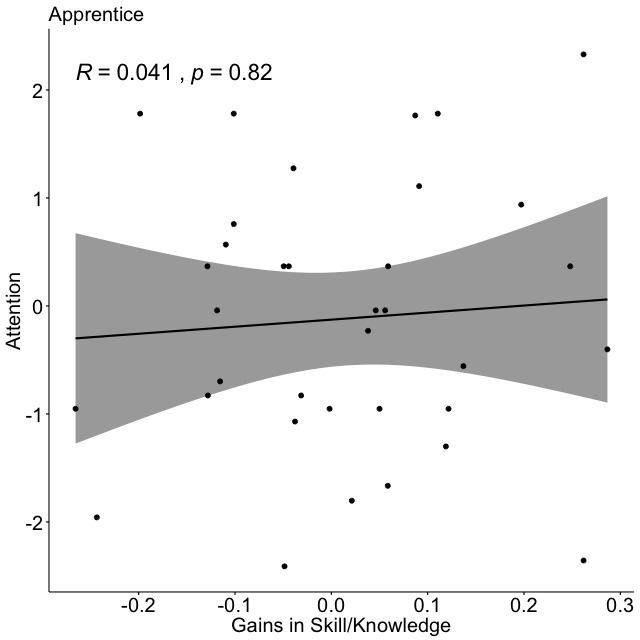 Apprentice
R = 0.041 , p = 0.82
Attention
2
1
0
-1
-2
-0.2 -0.1 0.0 0.1 0.2 0.3
Gains in Skill/Knowledge